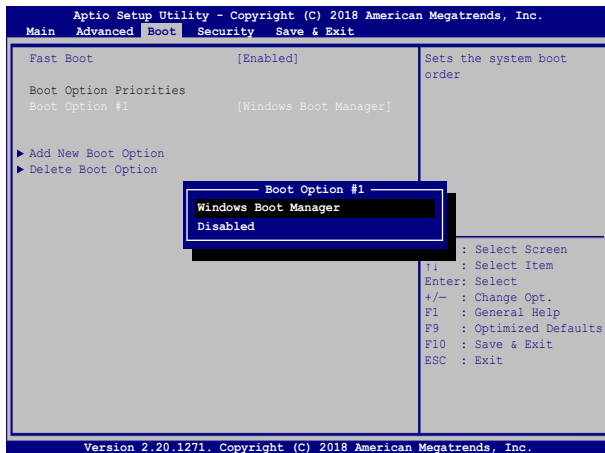 Aptio Setup Utility - Copyright (C) 2018 American Megatrends, Inc.
Main Advanced Boot Security Save & Exit
Fast Boot [Enabled]
Boot Option Priorities
Boot Option #1 [Windows Boot Manager]
▶ Add New Boot Option
▶ Delete Boot Option
Sets the system boot
order
Boot Option #1
Windows Boot Manager
Disabled
: Select Screen
↑↓ : Select Item
Enter: Select
+/— : Change Opt.
F1 : General Help
F9 : Optimized Defaults
F10 : Save & Exit
ESC : Exit
Version 2.20.1271. Copyright (C) 2018 American Megatrends, Inc.